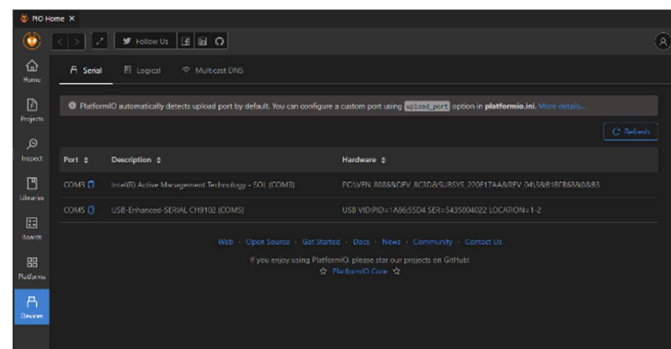 PIO Home
Follow Us
Home
Projects
Inspect
Libraries
Boards
Platforms
Devices
Serial Logical Multicast DNS
PlatformIO automatically detects upload port by default. You can configure a custom port using upload_port option in platformio.ini. More details...
Refresh
Port Description Hardware
COM3 Intel(R) Active Management Technology - SOL (COM3)
COM5 USB-Enhanced-SERIAL CH9102 (COM5) USB VID:PID=1A86:55D4 SER=5435004022 LOCATION=1-2
Web · Open Source · Get Started · Docs · News · Community · Contact Us
If you enjoy using PlatformIO, please star our projects on GitHub!
PlatformIO Core